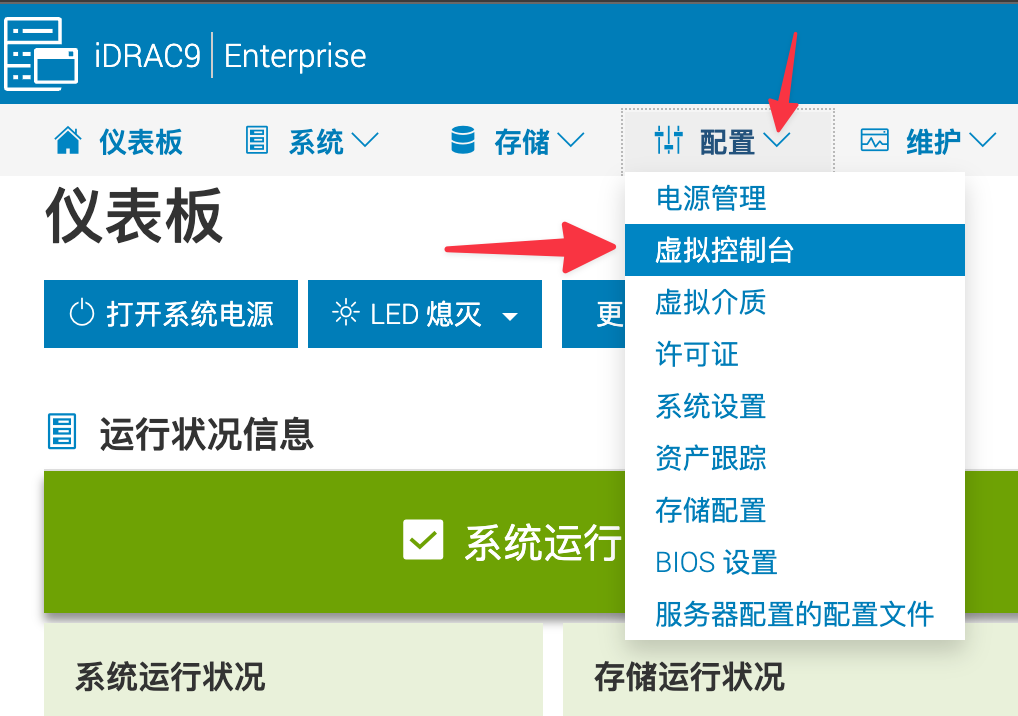 iDRAC9 Enterprise
仪表板 系统 存储 配置 维护
仪表板
电源管理
虚拟控制台
虚拟介质
许可证
系统设置
资产跟踪
存储配置
BIOS 设置
服务器配置的配置文件
打开系统电源 LED 熄灭 更
运行状况信息
系统运行
系统运行状况 存储运行状况